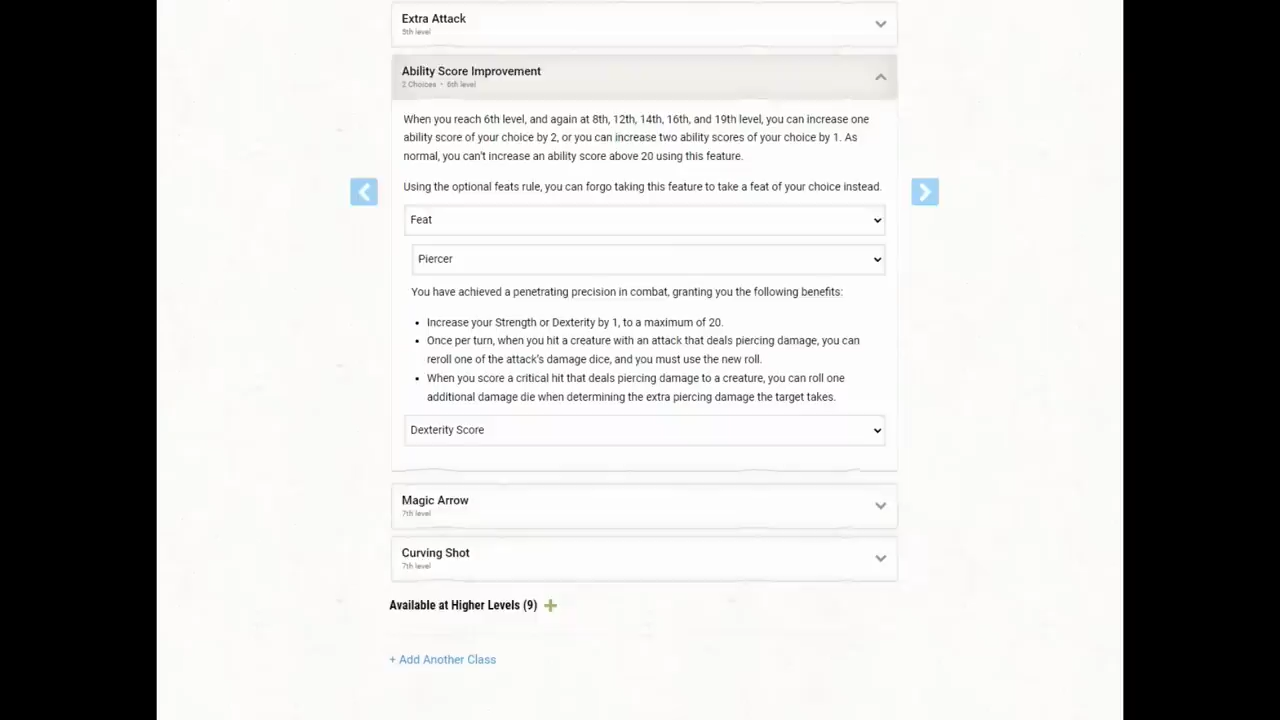 Extra Attack
5th level
Ability Score Improvement
2 Choices • 6th level
When you reach 6th level, and again at 8th, 12th, 14th, 16th, and 19th level, you can increase one
ability score of your choice by 2, or you can increase two ability scores of your choice by 1. As
normal, you can't increase an ability score above 20 using this feature.
Using the optional feats rule, you can forgo taking this feature to take a feat of your choice instead.
Feat
Piercer
You have achieved a penetrating precision in combat, granting you the following benefits:
• Increase your Strength or Dexterity by 1, to a maximum of 20.
• Once per turn, when you hit a creature with an attack that deals piercing damage, you can
reroll one of the attack's damage dice, and you must use the new roll.
• When you score a critical hit that deals piercing damage to a creature, you can roll one
additional damage die when determining the extra piercing damage the target takes.
Dexterity Score
Magic Arrow
7th level
Curving Shot
7th level
Available at Higher Levels (9)
+ Add Another Class